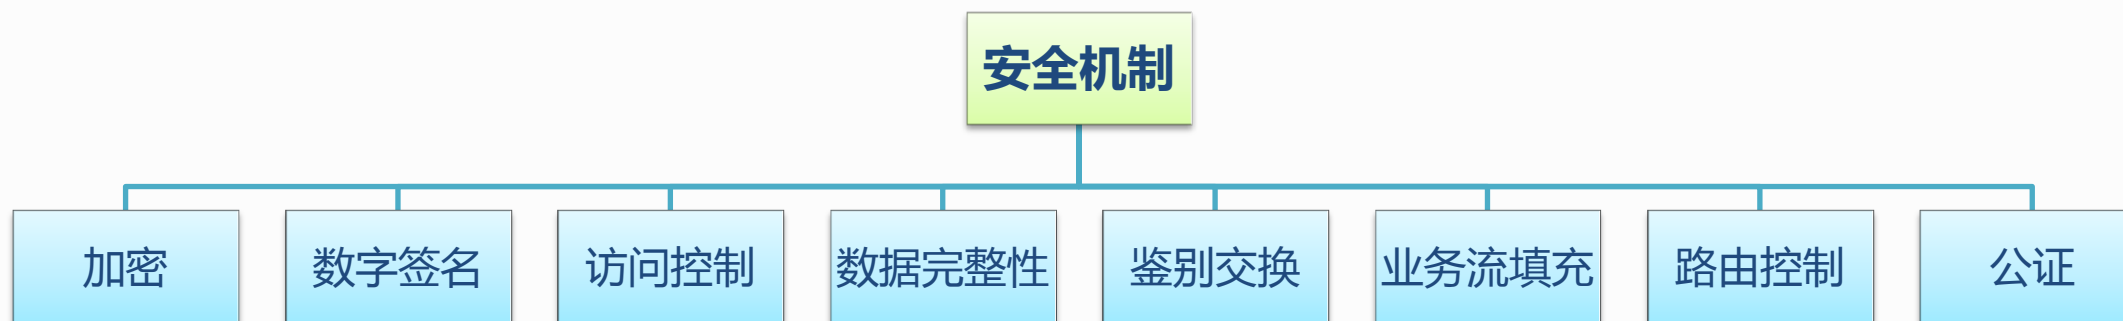 安全机制
加密
数字签名
访问控制
数据完整性
鉴别交换
业务流填充
路由控制
公证